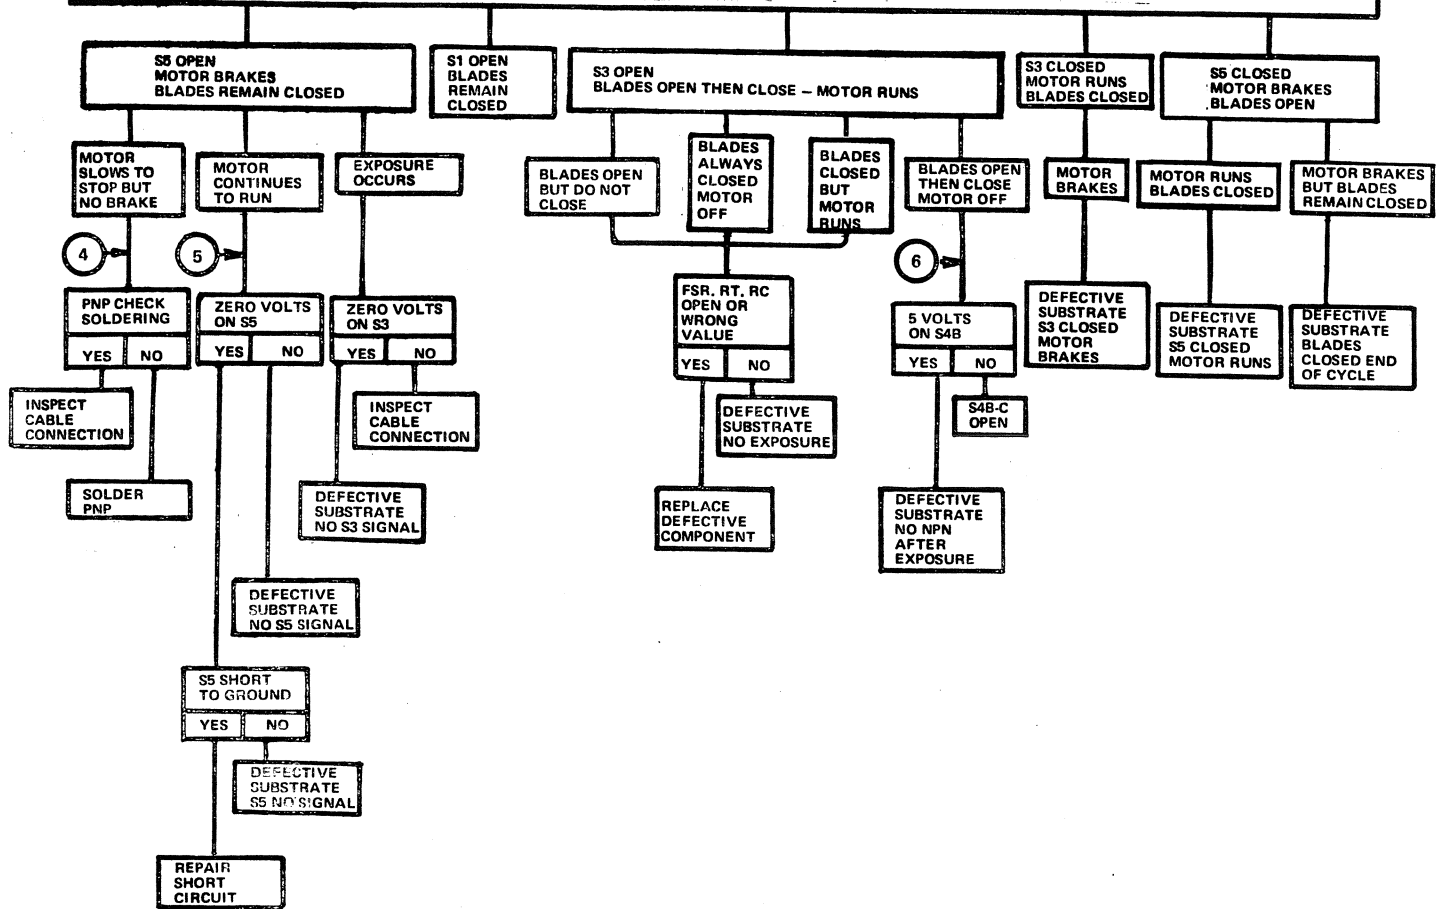 S5 OPEN
MOTOR BRAKES
BLADES REMAIN CLOSED
S1 OPEN
BLADES
REMAIN
CLOSED
S3 OPEN
BLADES OPEN THEN CLOSE – MOTOR RUNS
S3 CLOSED
MOTOR RUNS
BLADES CLOSED
S5 CLOSED
MOTOR BRAKES
BLADES OPEN
MOTOR
SLOWS TO
STOP BUT
NO BRAKE
MOTOR
CONTINUES
TO RUN
EXPOSURE
OCCURS
BLADES OPEN
BUT DO NOT
CLOSE
BLADES
ALWAYS
CLOSED
MOTOR
OFF
BLADES
CLOSED
BUT
MOTOR
RUNS
BLADES OPEN
THEN CLOSE
MOTOR OFF
MOTOR
BRAKES
MOTOR RUNS
BLADES CLOSED
MOTOR BRAKES
BUT BLADES
REMAIN CLOSED
4
5
6
PNP CHECK
SOLDERING
YES NO
ZERO VOLTS
ON S5
YES NO
ZERO VOLTS
ON S3
YES NO
FSR, RT, RC
OPEN OR
WRONG
VALUE
YES NO
5 VOLTS
ON S4B
YES NO
DEFECTIVE
SUBSTRATE
S3 CLOSED
MOTOR
BRAKES
DEFECTIVE
SUBSTRATE
S5 CLOSED
MOTOR RUNS
DEFECTIVE
SUBSTRATE
BLADES
CLOSED END
OF CYCLE
INSPECT
CABLE
CONNECTION
INSPECT
CABLE
CONNECTION
DEFECTIVE
SUBSTRATE
NO EXPOSURE
S4B-C
OPEN
SOLDER
PNP
DEFECTIVE
SUBSTRATE
NO S3 SIGNAL
REPLACE
DEFECTIVE
COMPONENT
DEFECTIVE
SUBSTRATE
NO NPN
AFTER
EXPOSURE
DEFECTIVE
SUBSTRATE
NO S5 SIGNAL
S5 SHORT
TO GROUND
YES NO
DEFECTIVE
SUBSTRATE
S5 NO SIGNAL
REPAIR
SHORT
CIRCUIT